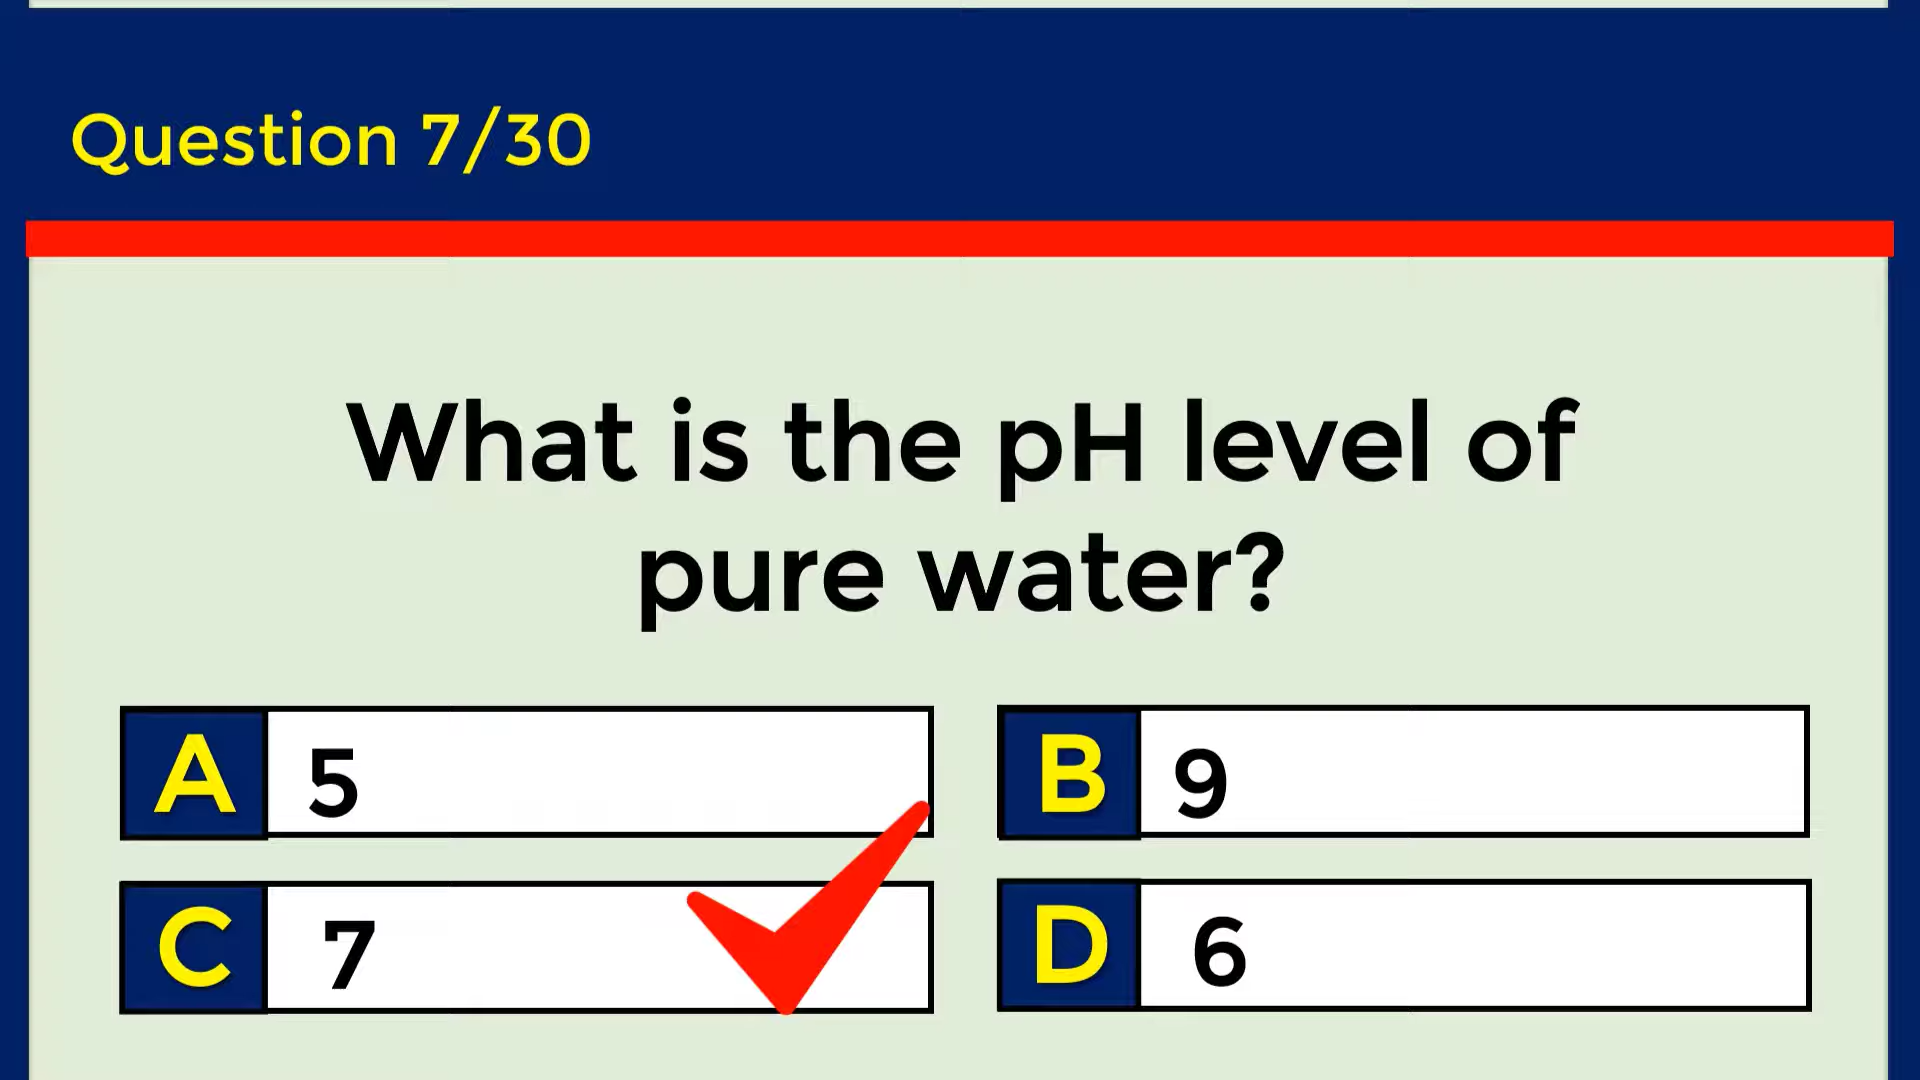 Question 7/30
What is the pH level of
pure water?
A 5
B 9
C 7
D 6